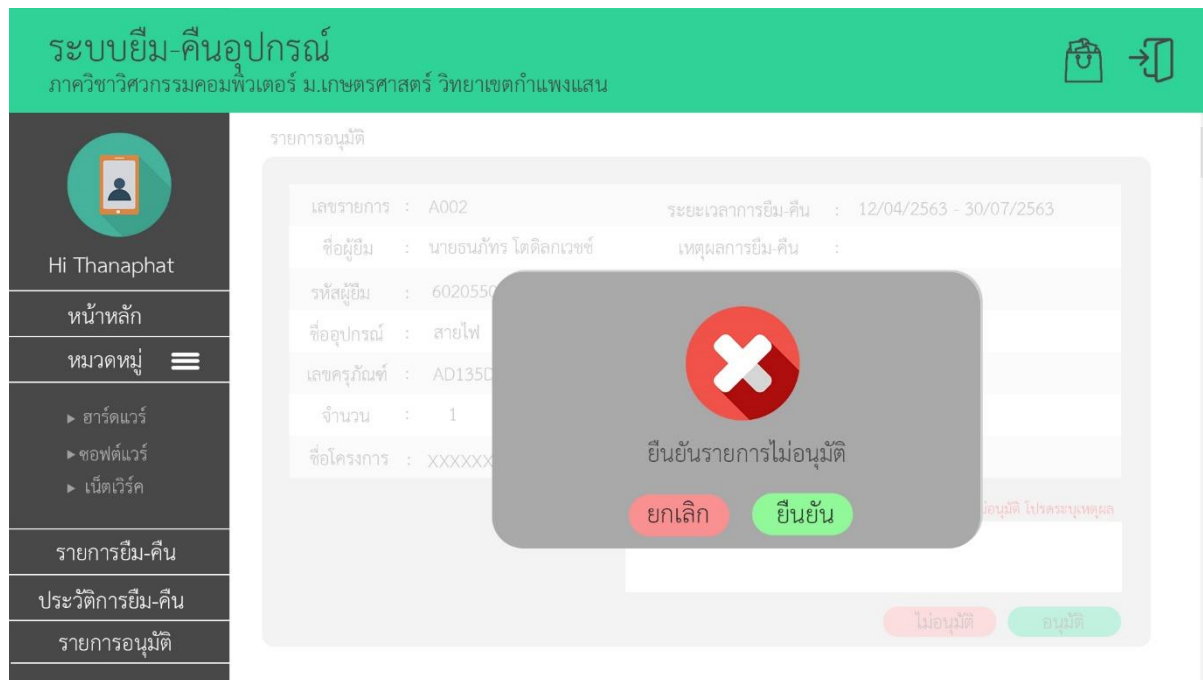 ระบบยืม-คืนอุปกรณ์
ภาควิชาวิศวกรรมคอมพิวเตอร์ ม.เกษตรศาสตร์ วิทยาเขตกำแพงแสน
Hi Thanaphat
หน้าหลัก
หมวดหมู่
ฮาร์ดแวร์
ซอฟต์แวร์
เน็ตเวิร์ค
รายการยืม-คืน
ประวัติการยืม-คืน
รายการอนุมัติ
รายการอนุมัติ
เลขรายการ : A002 ระยะเวลาการยืม-คืน : 12/04/2563 - 30/07/2563
ชื่อผู้ยืม : นายธนภัทร โตดิลกเวชช์ เหตุผลการยืม-คืน :
รหัสผู้ยืม : 6020550
ชื่ออุปกรณ์ : สายไฟ
เลขครุภัณฑ์ : AD135D
จำนวน : 1
ชื่อโครงการ : XXXXXX
ยืนยันรายการไม่อนุมัติ
ยกเลิก ยืนยัน
โปรดระบุเหตุผล
ไม่อนุมัติ อนุมัติ